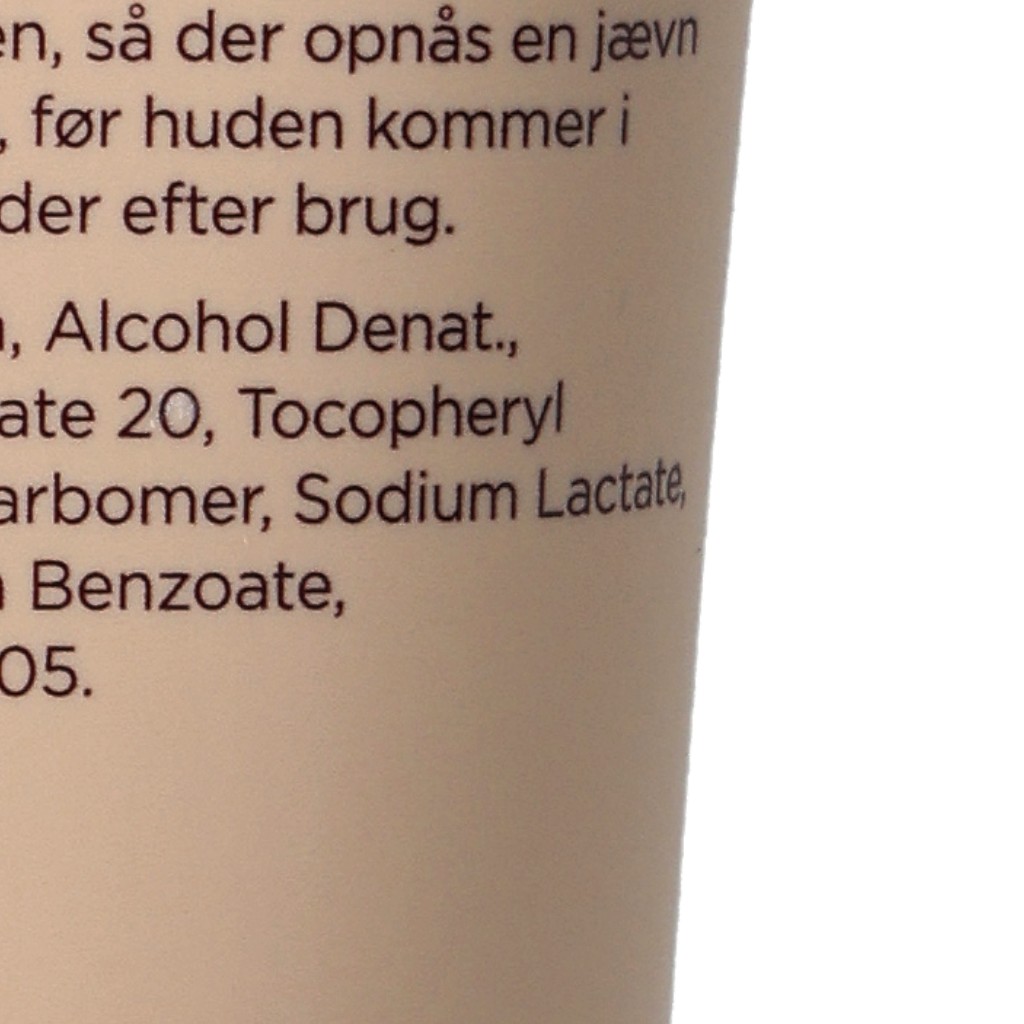 en, så der opnås en jævn
, før huden kommer i
der efter brug.
, Alcohol Denat.,
ate 20, Tocopheryl
arbomer, Sodium Lactate,
Benzoate,
05.